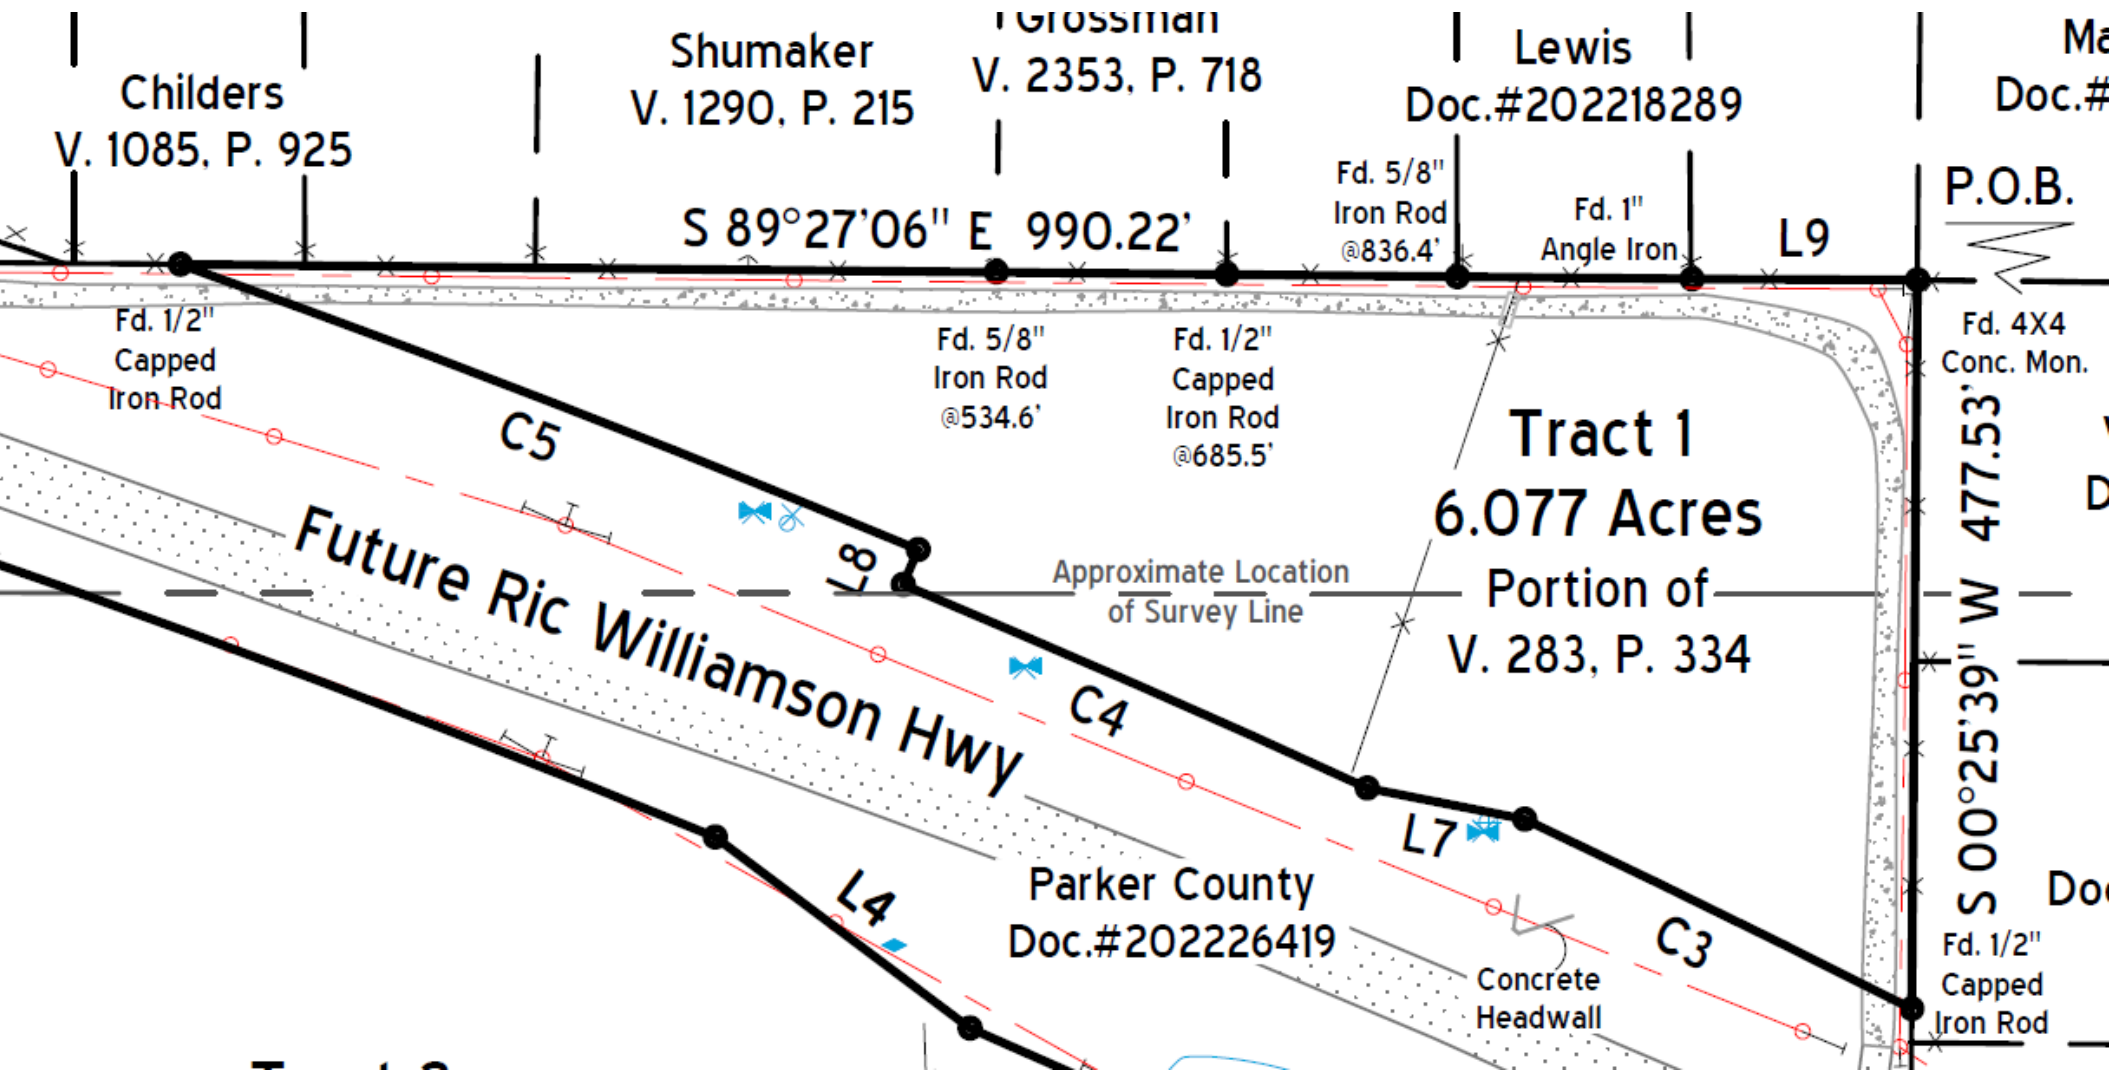 Grossman
V. 2353, P. 718
Shumaker
V. 1290, P. 215
Lewis
Doc.#202218289
Doc.#
Childers
V. 1085, P. 925
P.O.B.
Fd. 5/8"
Iron Rod
@836.4'
Fd. 1"
Angle Iron
L9
S 89°27'06" E 990.22'
Fd. 1/2"
Capped
Iron Rod
Fd. 5/8"
Iron Rod
@534.6'
Fd. 1/2"
Capped
Iron Rod
@685.5'
Fd. 4X4
Conc. Mon.
C5
Tract 1
6.077 Acres
Portion of
V. 283, P. 334
S 00°25'39" W 477.53'
L8
Approximate Location
of Survey Line
Future Ric Williamson Hwy
C4
L7
L4
Parker County
Doc.#202226419
C3
Concrete
Headwall
Fd. 1/2"
Capped
Iron Rod